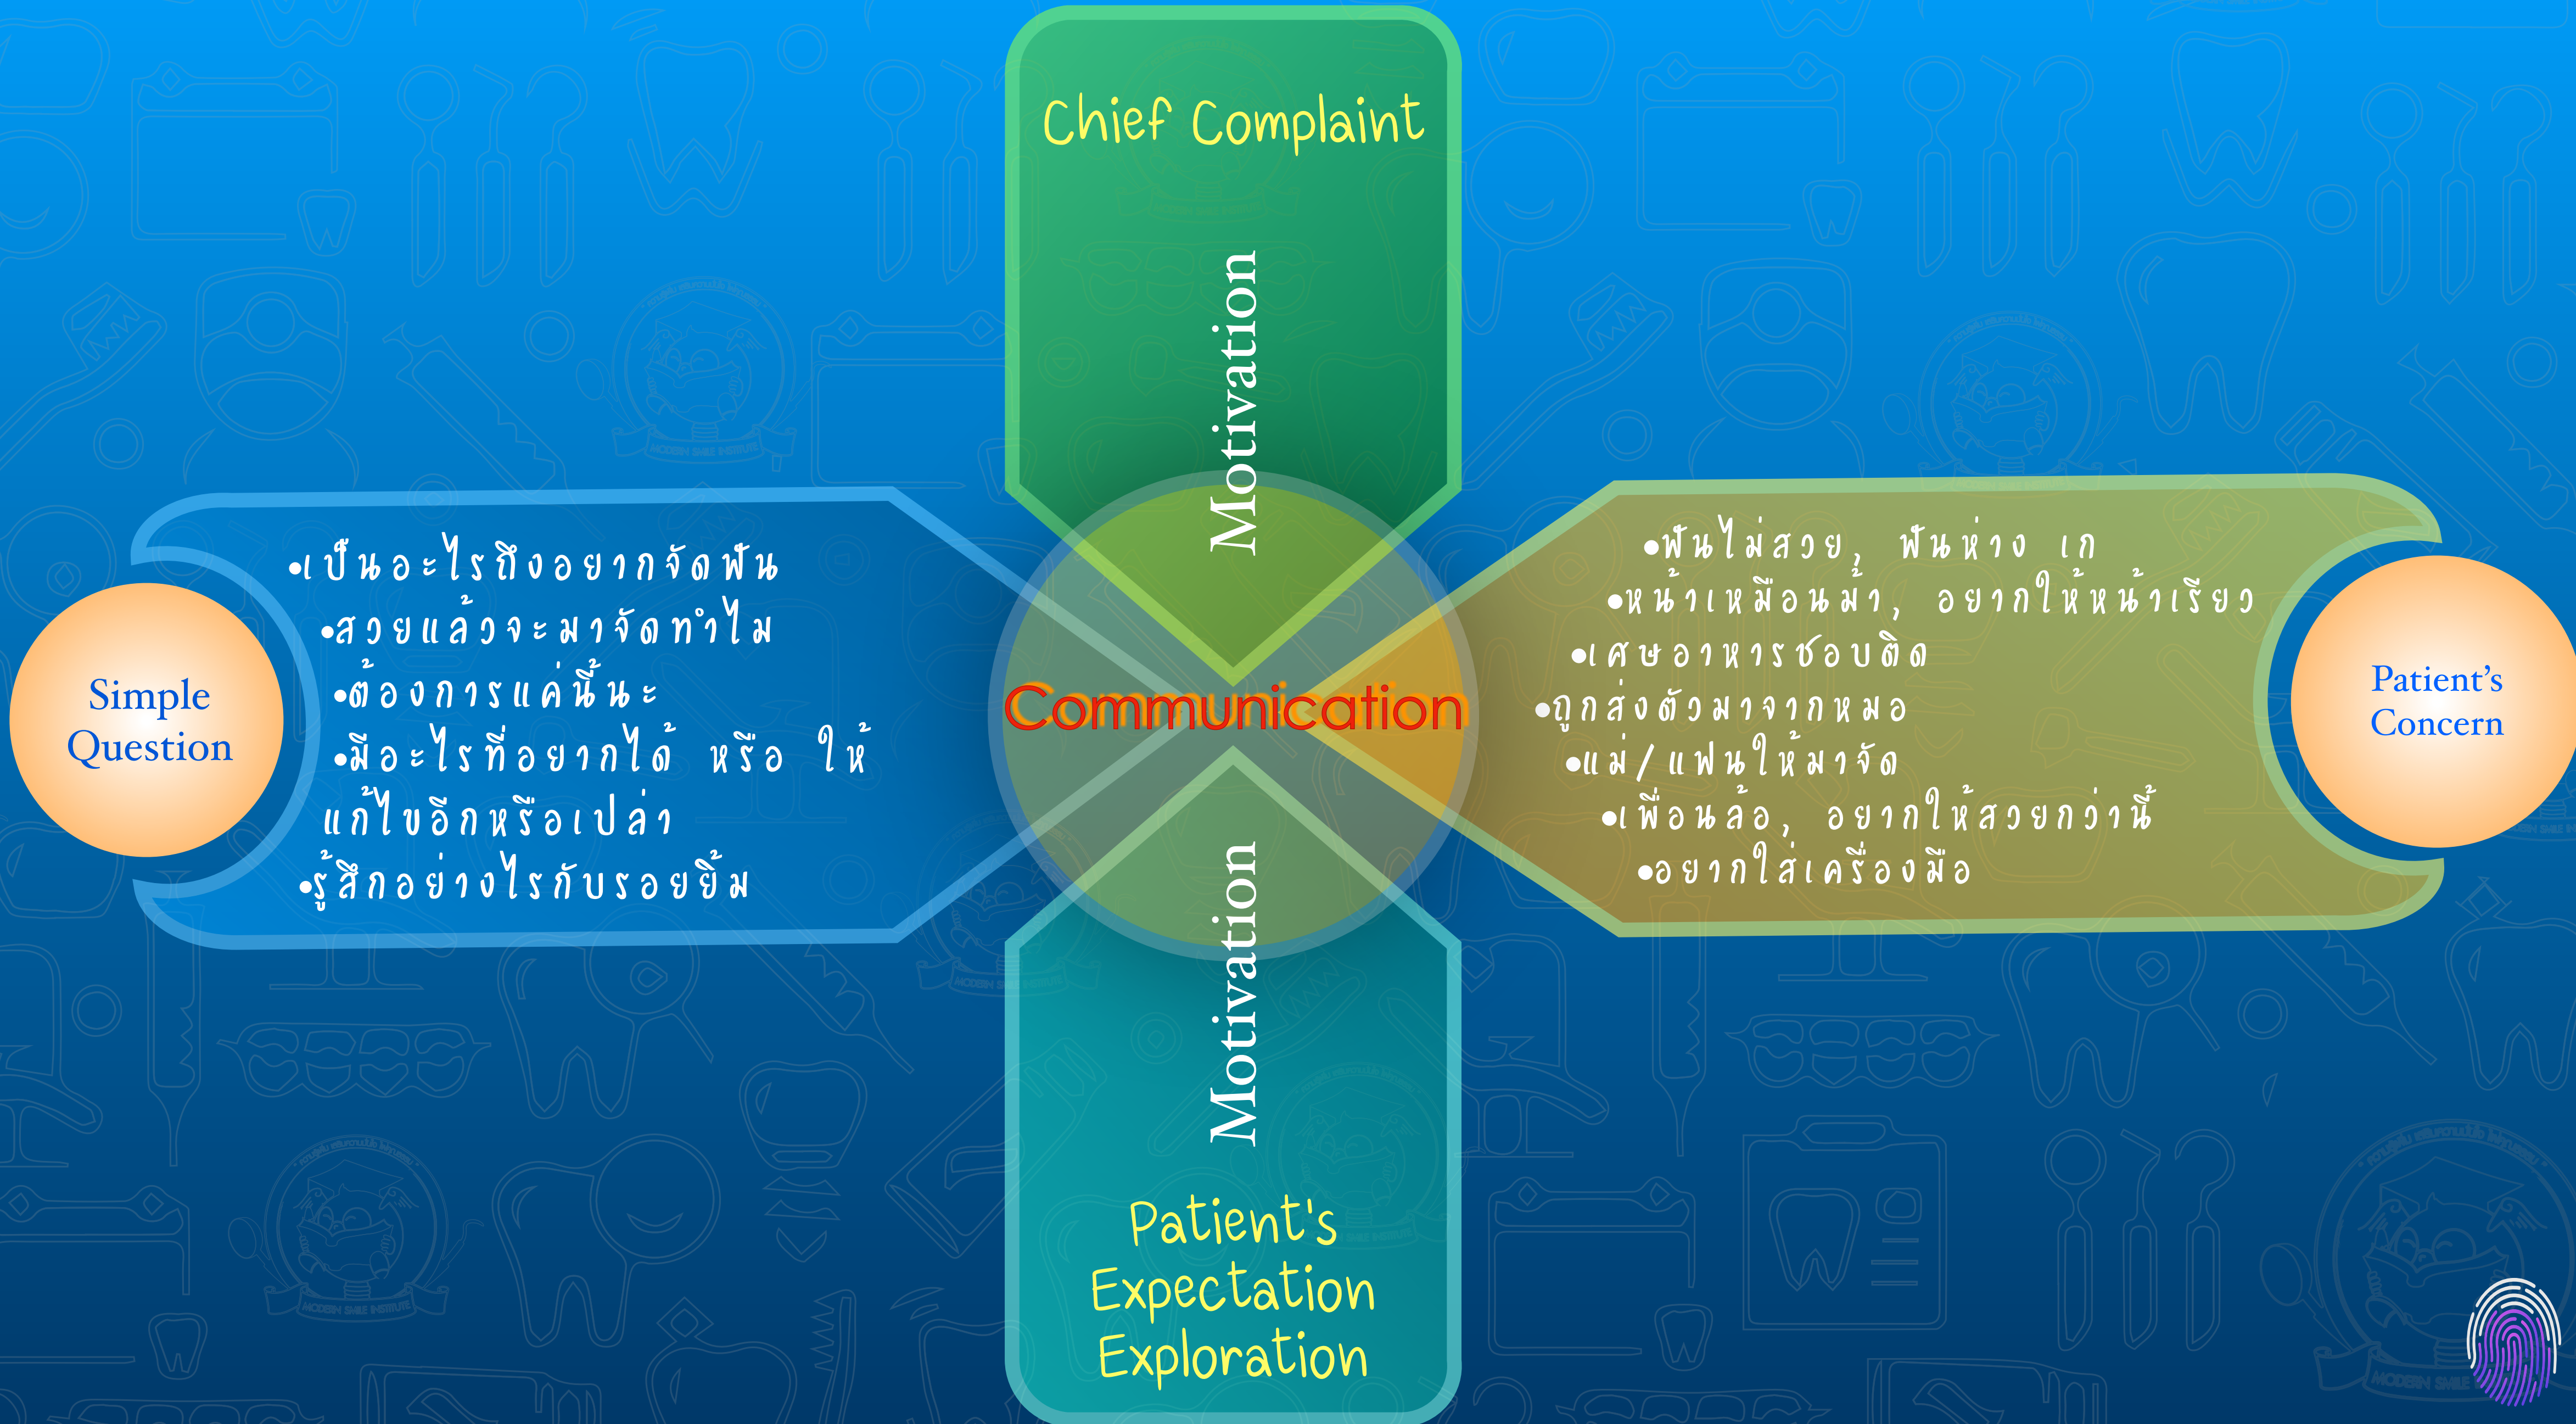 Chief Complaint
Motivation
•เป็นอะไรถึงอยากจัดฟัน
•สวยแล้วจะมาจัดทำไม
•ต้องการแค่นี้นะ
•มีอะไรที่อยากได้ หรือ ให้
แก้ไขอีกหรือเปล่า
•รู้สึกอย่างไรกับรอยยิ้ม
Simple
Question
Communication
•ฟันไม่สวย, ฟันห่าง เก
•หน้าเหมือนม้า, อยากให้หน้าเรียว
•เศษอาหารชอบติด
•ถูกส่งตัวมาจากหมอ
•แม่/แฟนให้มาจัด
•เพื่อนล้อ, อยากให้สวยกว่านี้
•อยากใส่เครื่องมือ
Patient’s
Concern
Motivation
Patient's
Expectation
Exploration
MODERN SMILE INSTITUTE